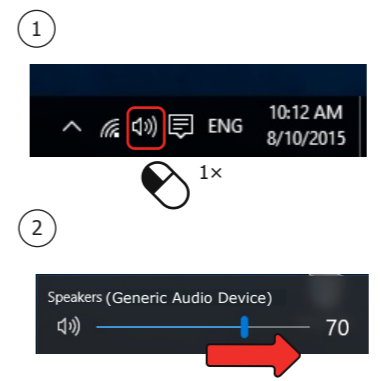 1
ENG
10:12 AM
8/10/2015
1×
2
Speakers (Generic Audio Device)
70